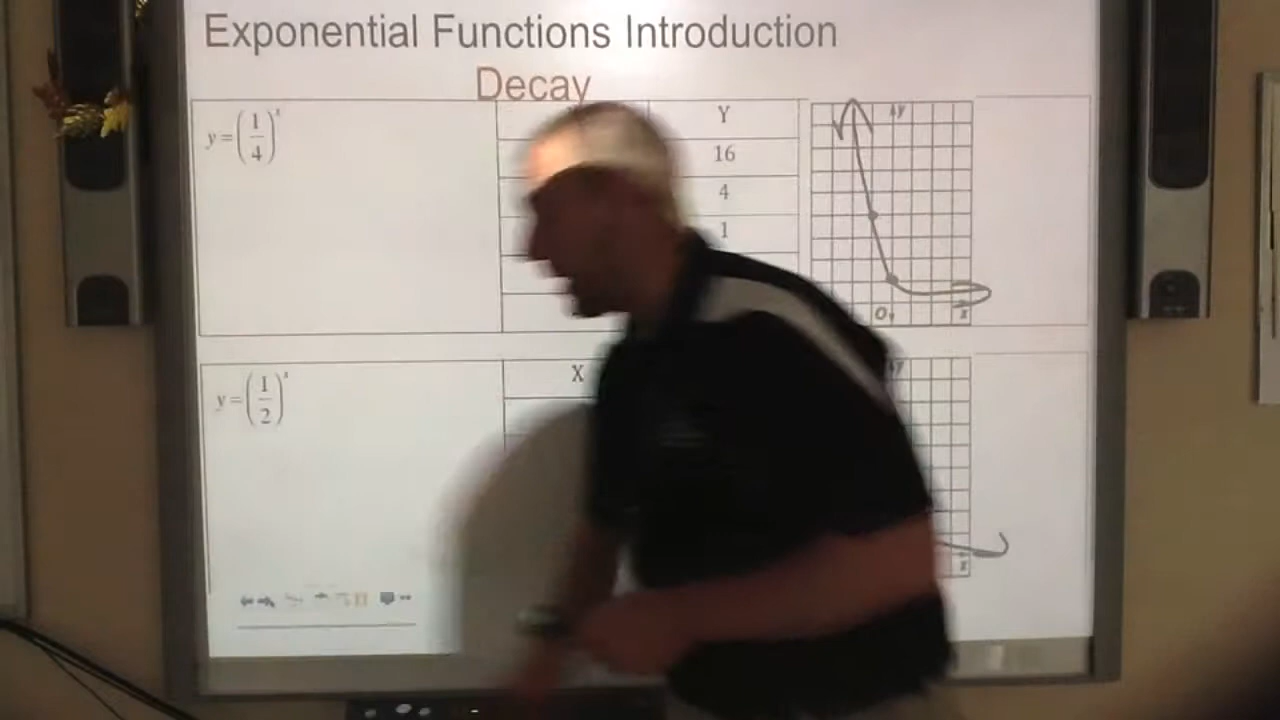 Exponential Functions Introduction
Decay
y = (1/4)^x
Y
16
4
1
y
O
x
y = (1/2)^x
X
y
x